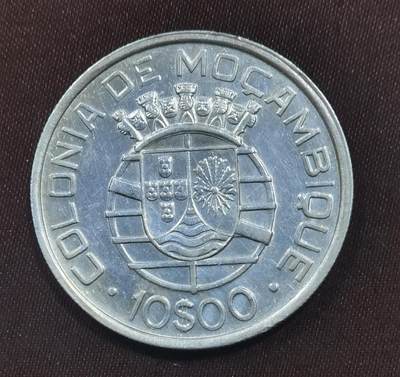 COLONIA DE MOÇAMBIQUE
· 10$00 ·